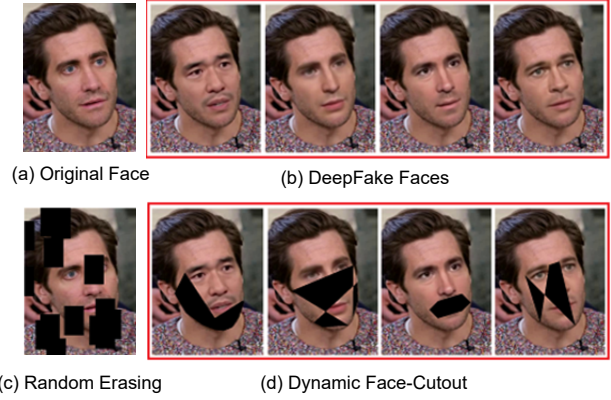 (a) Original Face
(b) DeepFake Faces
(c) Random Erasing
(d) Dynamic Face-Cutout